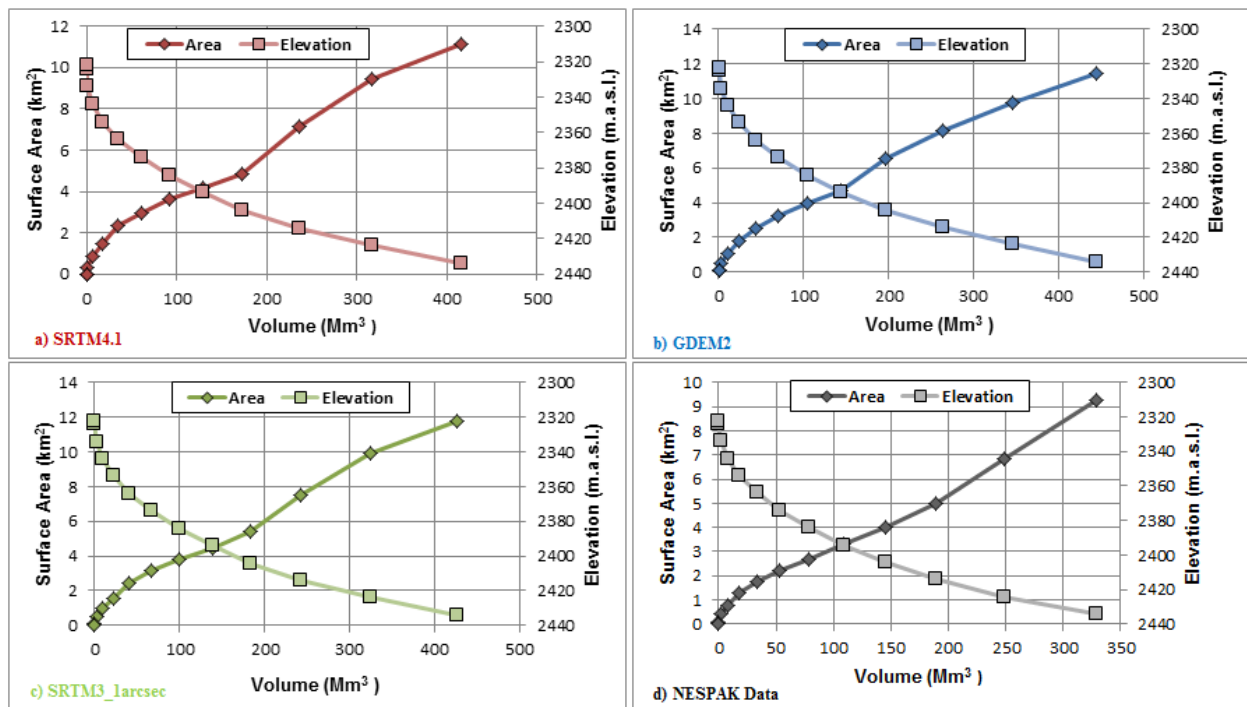 12
10
8
6
4
2
0
Surface Area (km²)
Area
Elevation
2300
2320
2340
2360
2380
2400
2420
2440
Elevation (m.a.s.l.)
0 100 200 300 400 500
Volume (Mm³ )
a) SRTM4.1
14
12
10
8
6
4
2
0
Surface Area (km²)
Area
Elevation
2300
2320
2340
2360
2380
2400
2420
2440
Elevation (m.a.s.l.)
0 100 200 300 400 500
Volume (Mm³ )
b) GDEM2
14
12
10
8
6
4
2
0
Surface Area (km²)
Area
Elevation
2300
2320
2340
2360
2380
2400
2420
2440
Elevation (m.a.s.l.)
0 100 200 300 400 500
Volume (Mm³ )
c) SRTM3_1arcsec
10
9
8
7
6
5
4
3
2
1
0
Surface Area (km²)
Area
Elevation
2300
2320
2340
2360
2380
2400
2420
2440
Elevation (m.a.s.l.)
0 50 100 150 200 250 300 350
Volume (Mm³ )
d) NESPAK Data